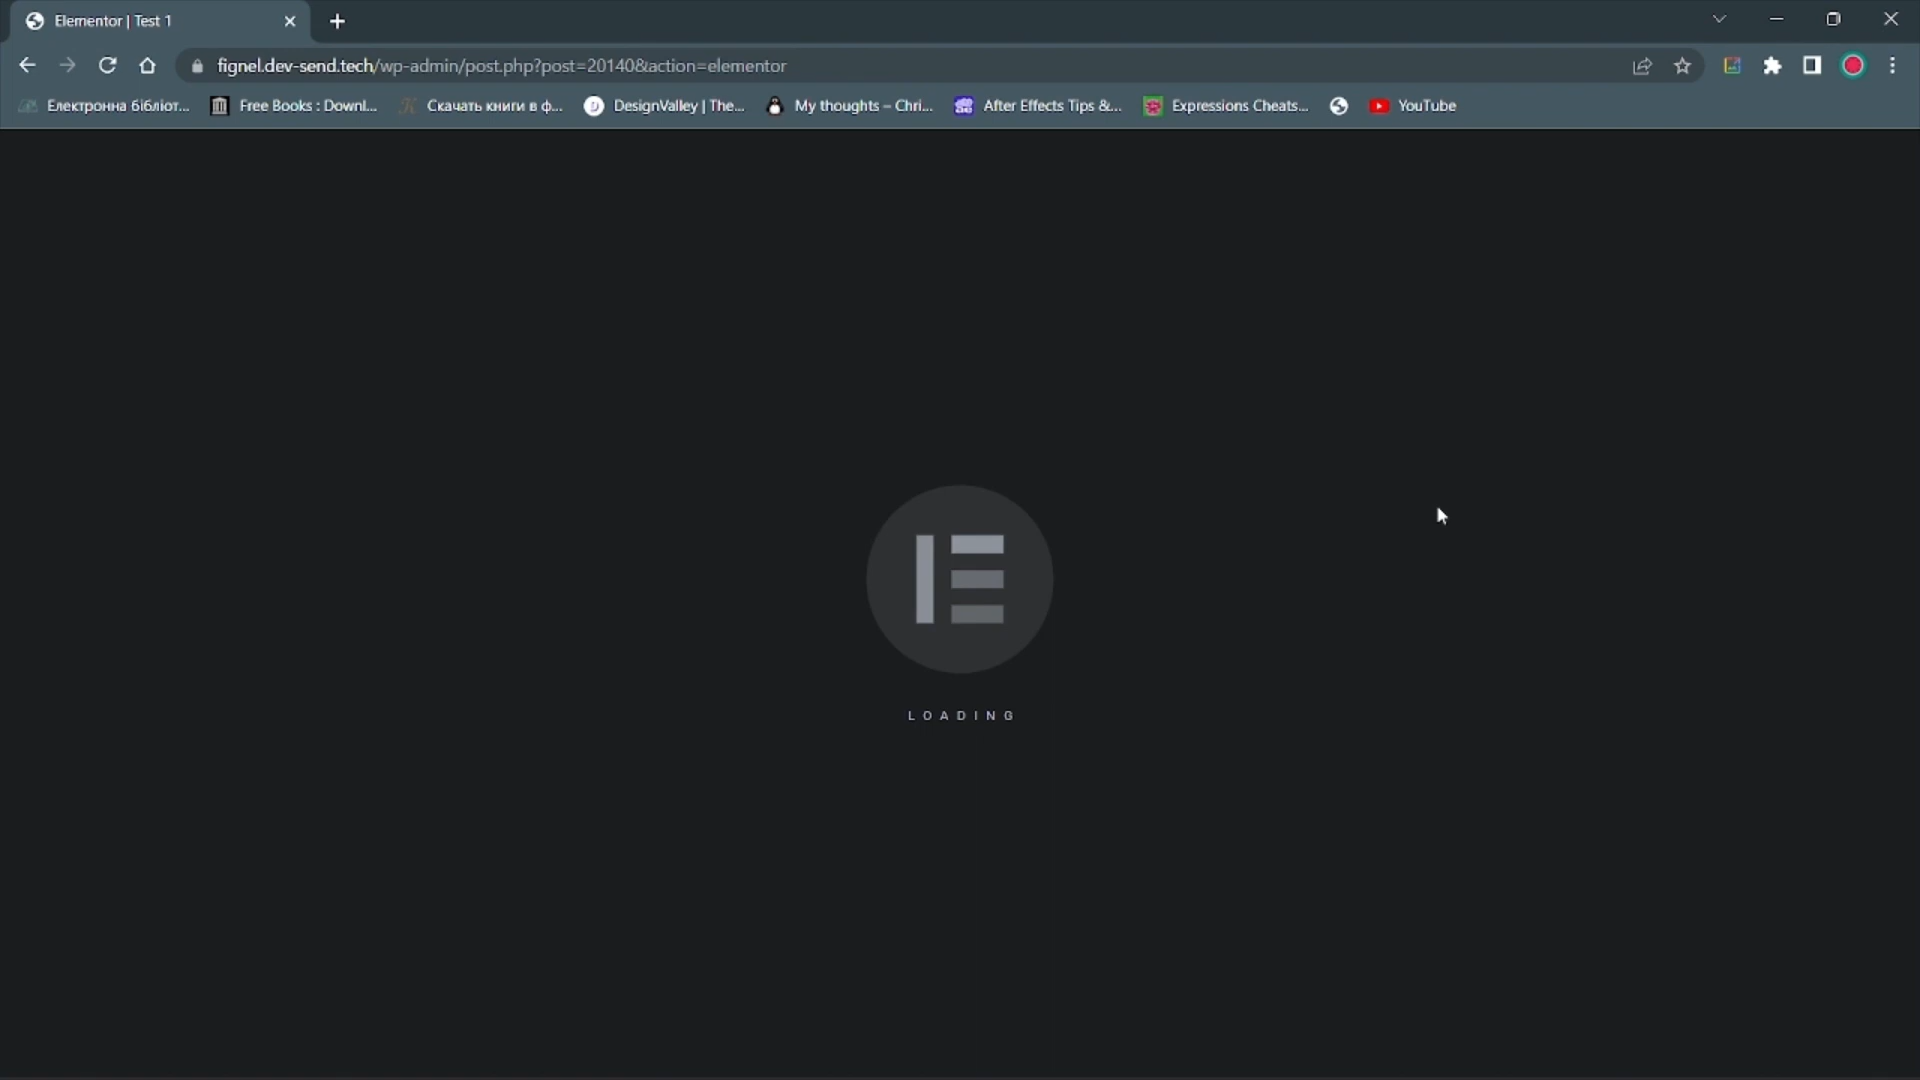 Elementor | Test 1
fignel.dev-send.tech/wp-admin/post.php?post=20140&action=elementor
Електронна бібліот... Free Books : Downl... Скачать книги в ф... DesignValley | The... My thoughts – Chri... After Effects Tips &... Expressions Cheats... YouTube
LOADING